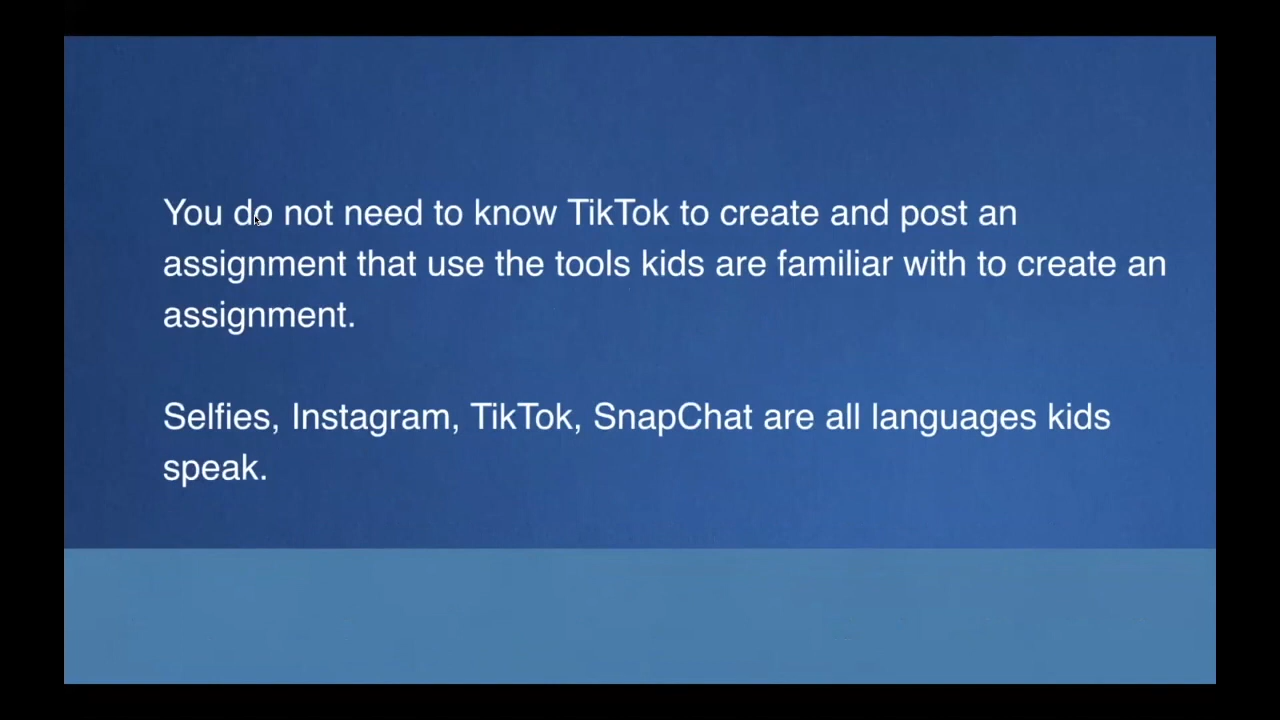 You do not need to know TikTok to create and post an
assignment that use the tools kids are familiar with to create an
assignment.
Selfies, Instagram, TikTok, SnapChat are all languages kids
speak.